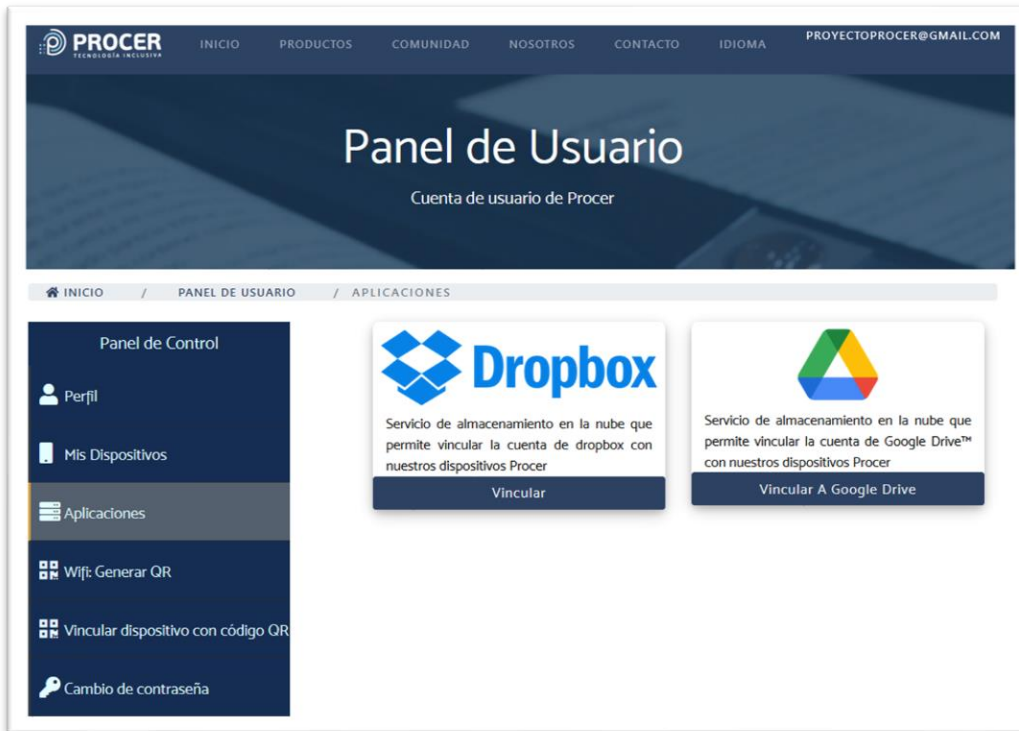 PROCER
TECNOLOGÍA INCLUSIVA
INICIO PRODUCTOS COMUNIDAD NOSOTROS CONTACTO IDIOMA PROYECTOPROCER@GMAIL.COM
Panel de Usuario
Cuenta de usuario de Procer
INICIO / PANEL DE USUARIO / APLICACIONES
Panel de Control
Perfil
Mis Dispositivos
Aplicaciones
Wifi: Generar QR
Vincular dispositivo con código QR
Cambio de contraseña
Dropbox
Servicio de almacenamiento en la nube que
permite vincular la cuenta de dropbox con
nuestros dispositivos Procer
Vincular
Servicio de almacenamiento en la nube que
permite vincular la cuenta de Google Drive™
con nuestros dispositivos Procer
Vincular A Google Drive